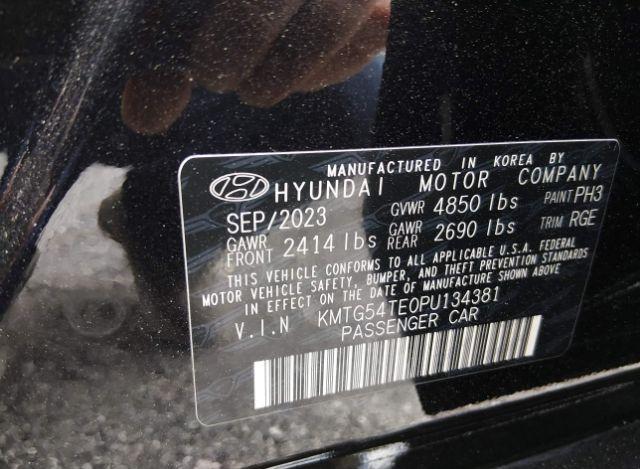 MANUFACTURED IN KOREA BY
HYUNDAI MOTOR COMPANY
SEP/2023 GVWR 4850 lbs PAINT PH3
GAWR FRONT 2414 lbs GAWR REAR 2690 lbs TRIM RGE
THIS VEHICLE CONFORMS TO ALL APPLICABLE U.S.A. FEDERAL
MOTOR VEHICLE SAFETY, BUMPER, AND THEFT PREVENTION STANDARDS
IN EFFECT ON THE DATE OF MANUFACTURE SHOWN ABOVE
V.I.N KMTG54TE0PU134381
PASSENGER CAR